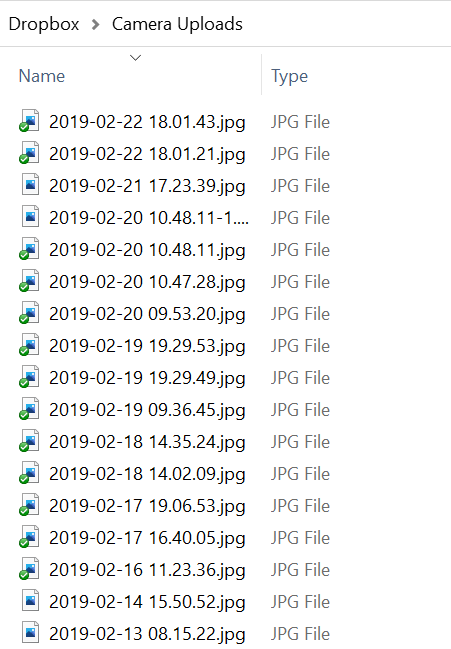 Dropbox > Camera Uploads
Name Type
2019-02-22 18.01.43.jpg JPG File
2019-02-22 18.01.21.jpg JPG File
2019-02-21 17.23.39.jpg JPG File
2019-02-20 10.48.11-1.... JPG File
2019-02-20 10.48.11.jpg JPG File
2019-02-20 10.47.28.jpg JPG File
2019-02-20 09.53.20.jpg JPG File
2019-02-19 19.29.53.jpg JPG File
2019-02-19 19.29.49.jpg JPG File
2019-02-19 09.36.45.jpg JPG File
2019-02-18 14.35.24.jpg JPG File
2019-02-18 14.02.09.jpg JPG File
2019-02-17 19.06.53.jpg JPG File
2019-02-17 16.40.05.jpg JPG File
2019-02-16 11.23.36.jpg JPG File
2019-02-14 15.50.52.jpg JPG File
2019-02-13 08.15.22.jpg JPG File